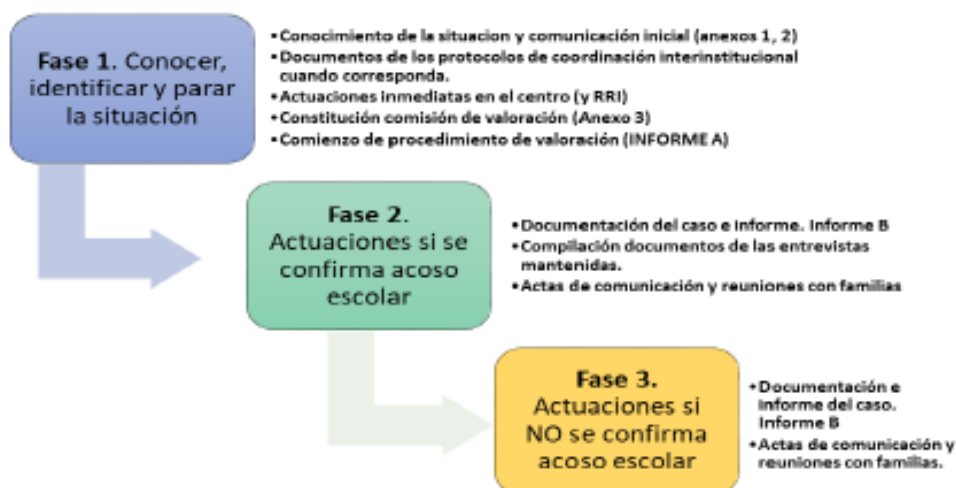 Fase 1. Conocer,
identificar y parar
la situación
•Conocimiento de la situacion y comunicación inicial (anexos 1, 2)
•Documentos de los protocolos de coordinación interinstitucional
cuando corresponda.
•Actuaciones inmediatas en el centro (y RRI)
•Constitución comisión de valoración (Anexo 3)
•Comienzo de procedimiento de valoración (INFORME A)
Fase 2.
Actuaciones si se
confirma acoso
escolar
•Documentación del caso e informe. Informe B
•Compilación documentos de las entrevistas
mantenidas.
•Actas de comunicación y reuniones con familias
Fase 3.
Actuaciones si
NO se confirma
acoso escolar
•Documentación e
informe del caso.
Informe B
•Actas de comunicación y
reuniones con familias.